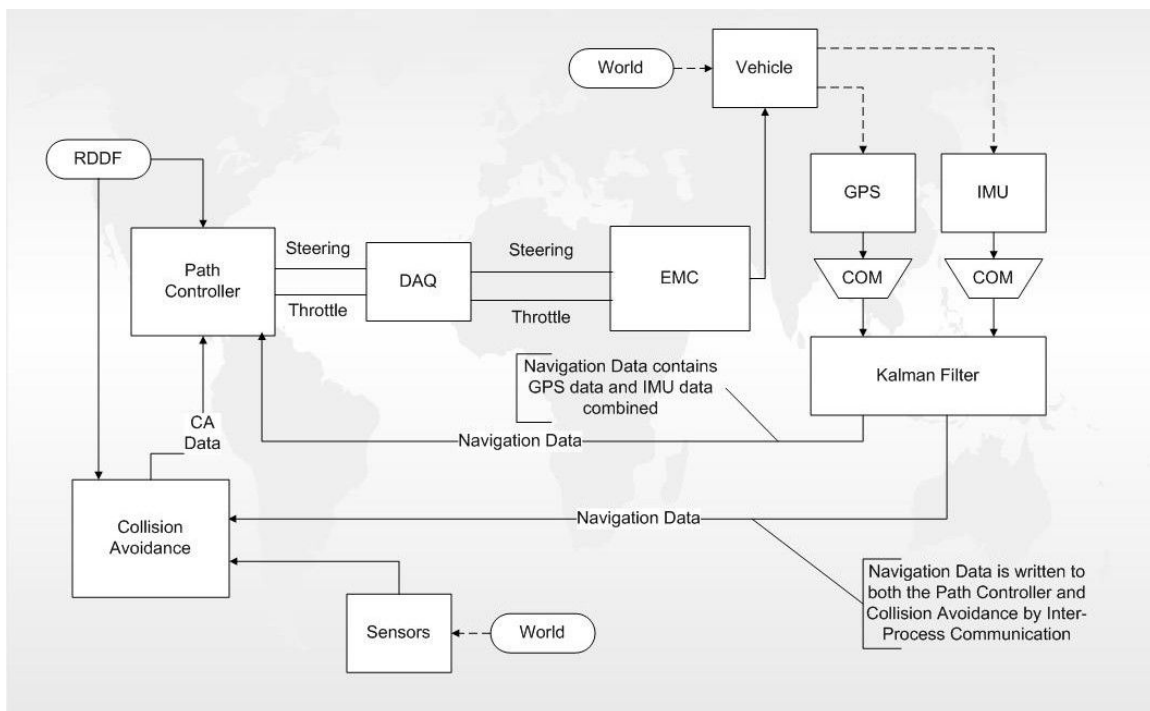 World
Vehicle
RDDF
GPS
IMU
Path
Controller
Steering
Throttle
DAQ
Steering
Throttle
EMC
COM
COM
Kalman Filter
Navigation Data contains
GPS data and IMU data
combined
CA
Data
Navigation Data
Collision
Avoidance
Navigation Data
Navigation Data is written to
both the Path Controller and
Collision Avoidance by Inter-
Process Communication
Sensors
World